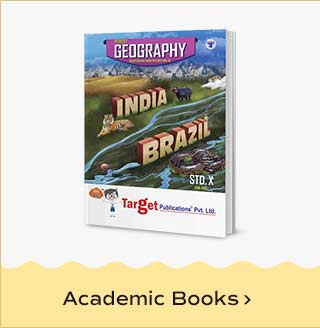 GEOGRAPHY
INDIA
BRAZIL
STD. X
Target Publications® Pvt. Ltd.
Academic Books ›